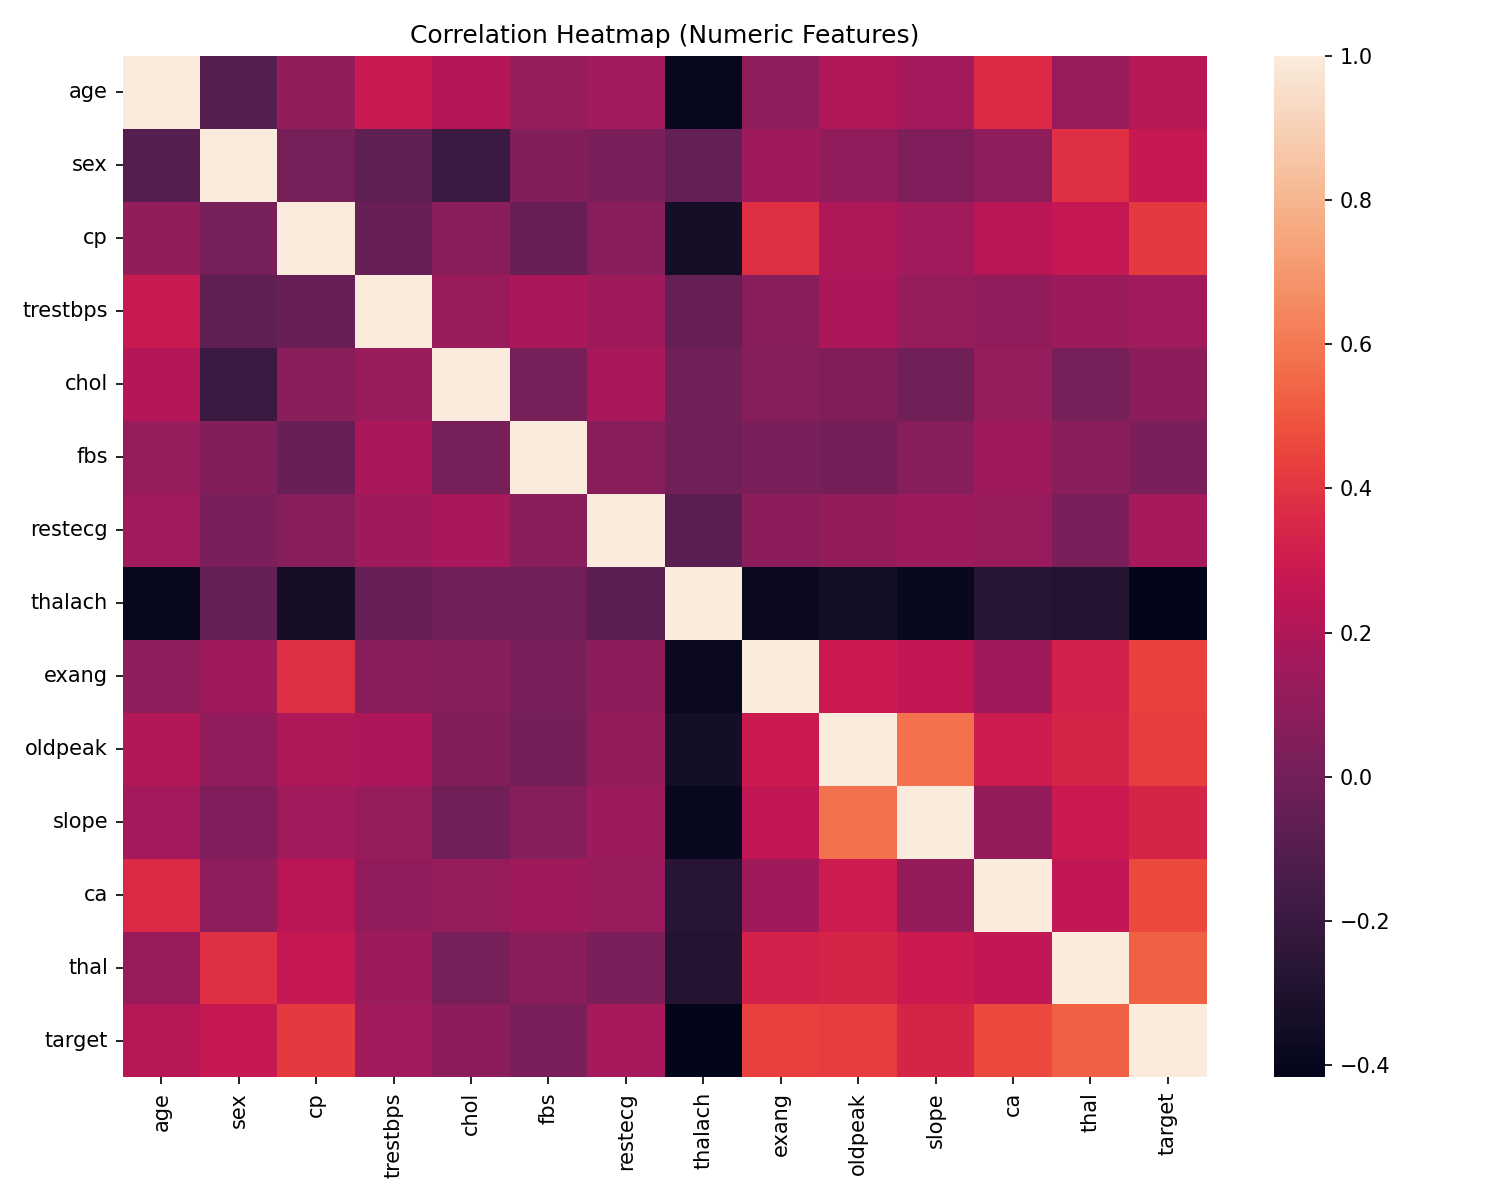 Correlation Heatmap (Numeric Features)
age
sex
cp
trestbps
chol
fbs
restecg
thalach
exang
oldpeak
slope
ca
thal
target
age
sex
cp
trestbps
chol
fbs
restecg
thalach
exang
oldpeak
slope
ca
thal
target
1.0
0.8
0.6
0.4
0.2
0.0
−0.2
−0.4